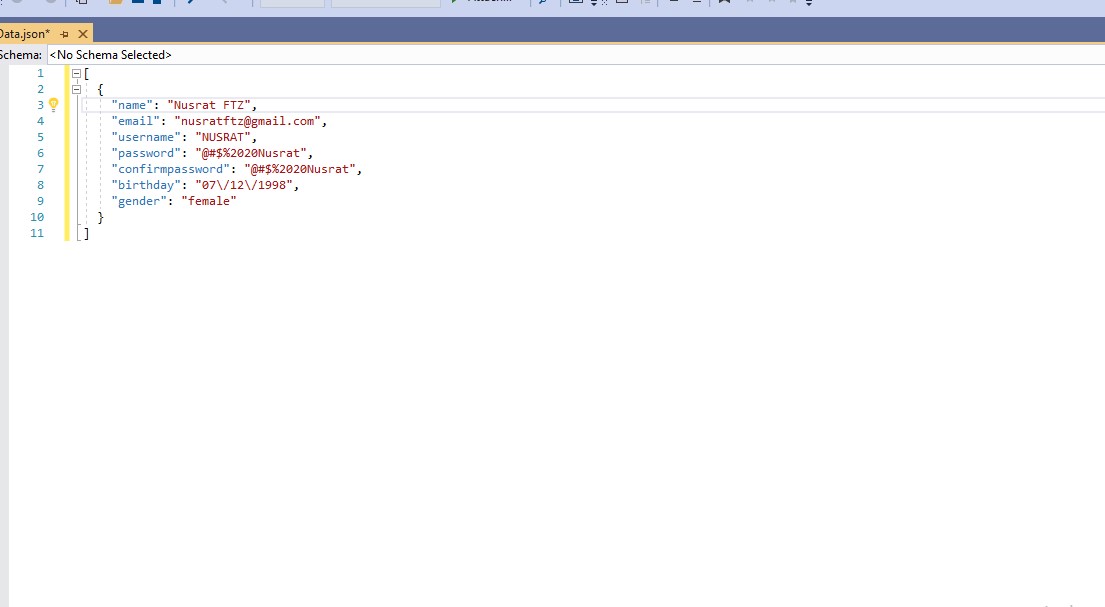 Data.json*
Schema: <No Schema Selected>
1 [
2 {
3 "name": "Nusrat FTZ",
4 "email": "nusratftz@gmail.com",
5 "username": "NUSRAT",
6 "password": "@#$%2020Nusrat",
7 "confirmpassword": "@#$%2020Nusrat",
8 "birthday": "07\/12\/1998",
9 "gender": "female"
10 }
11 ]